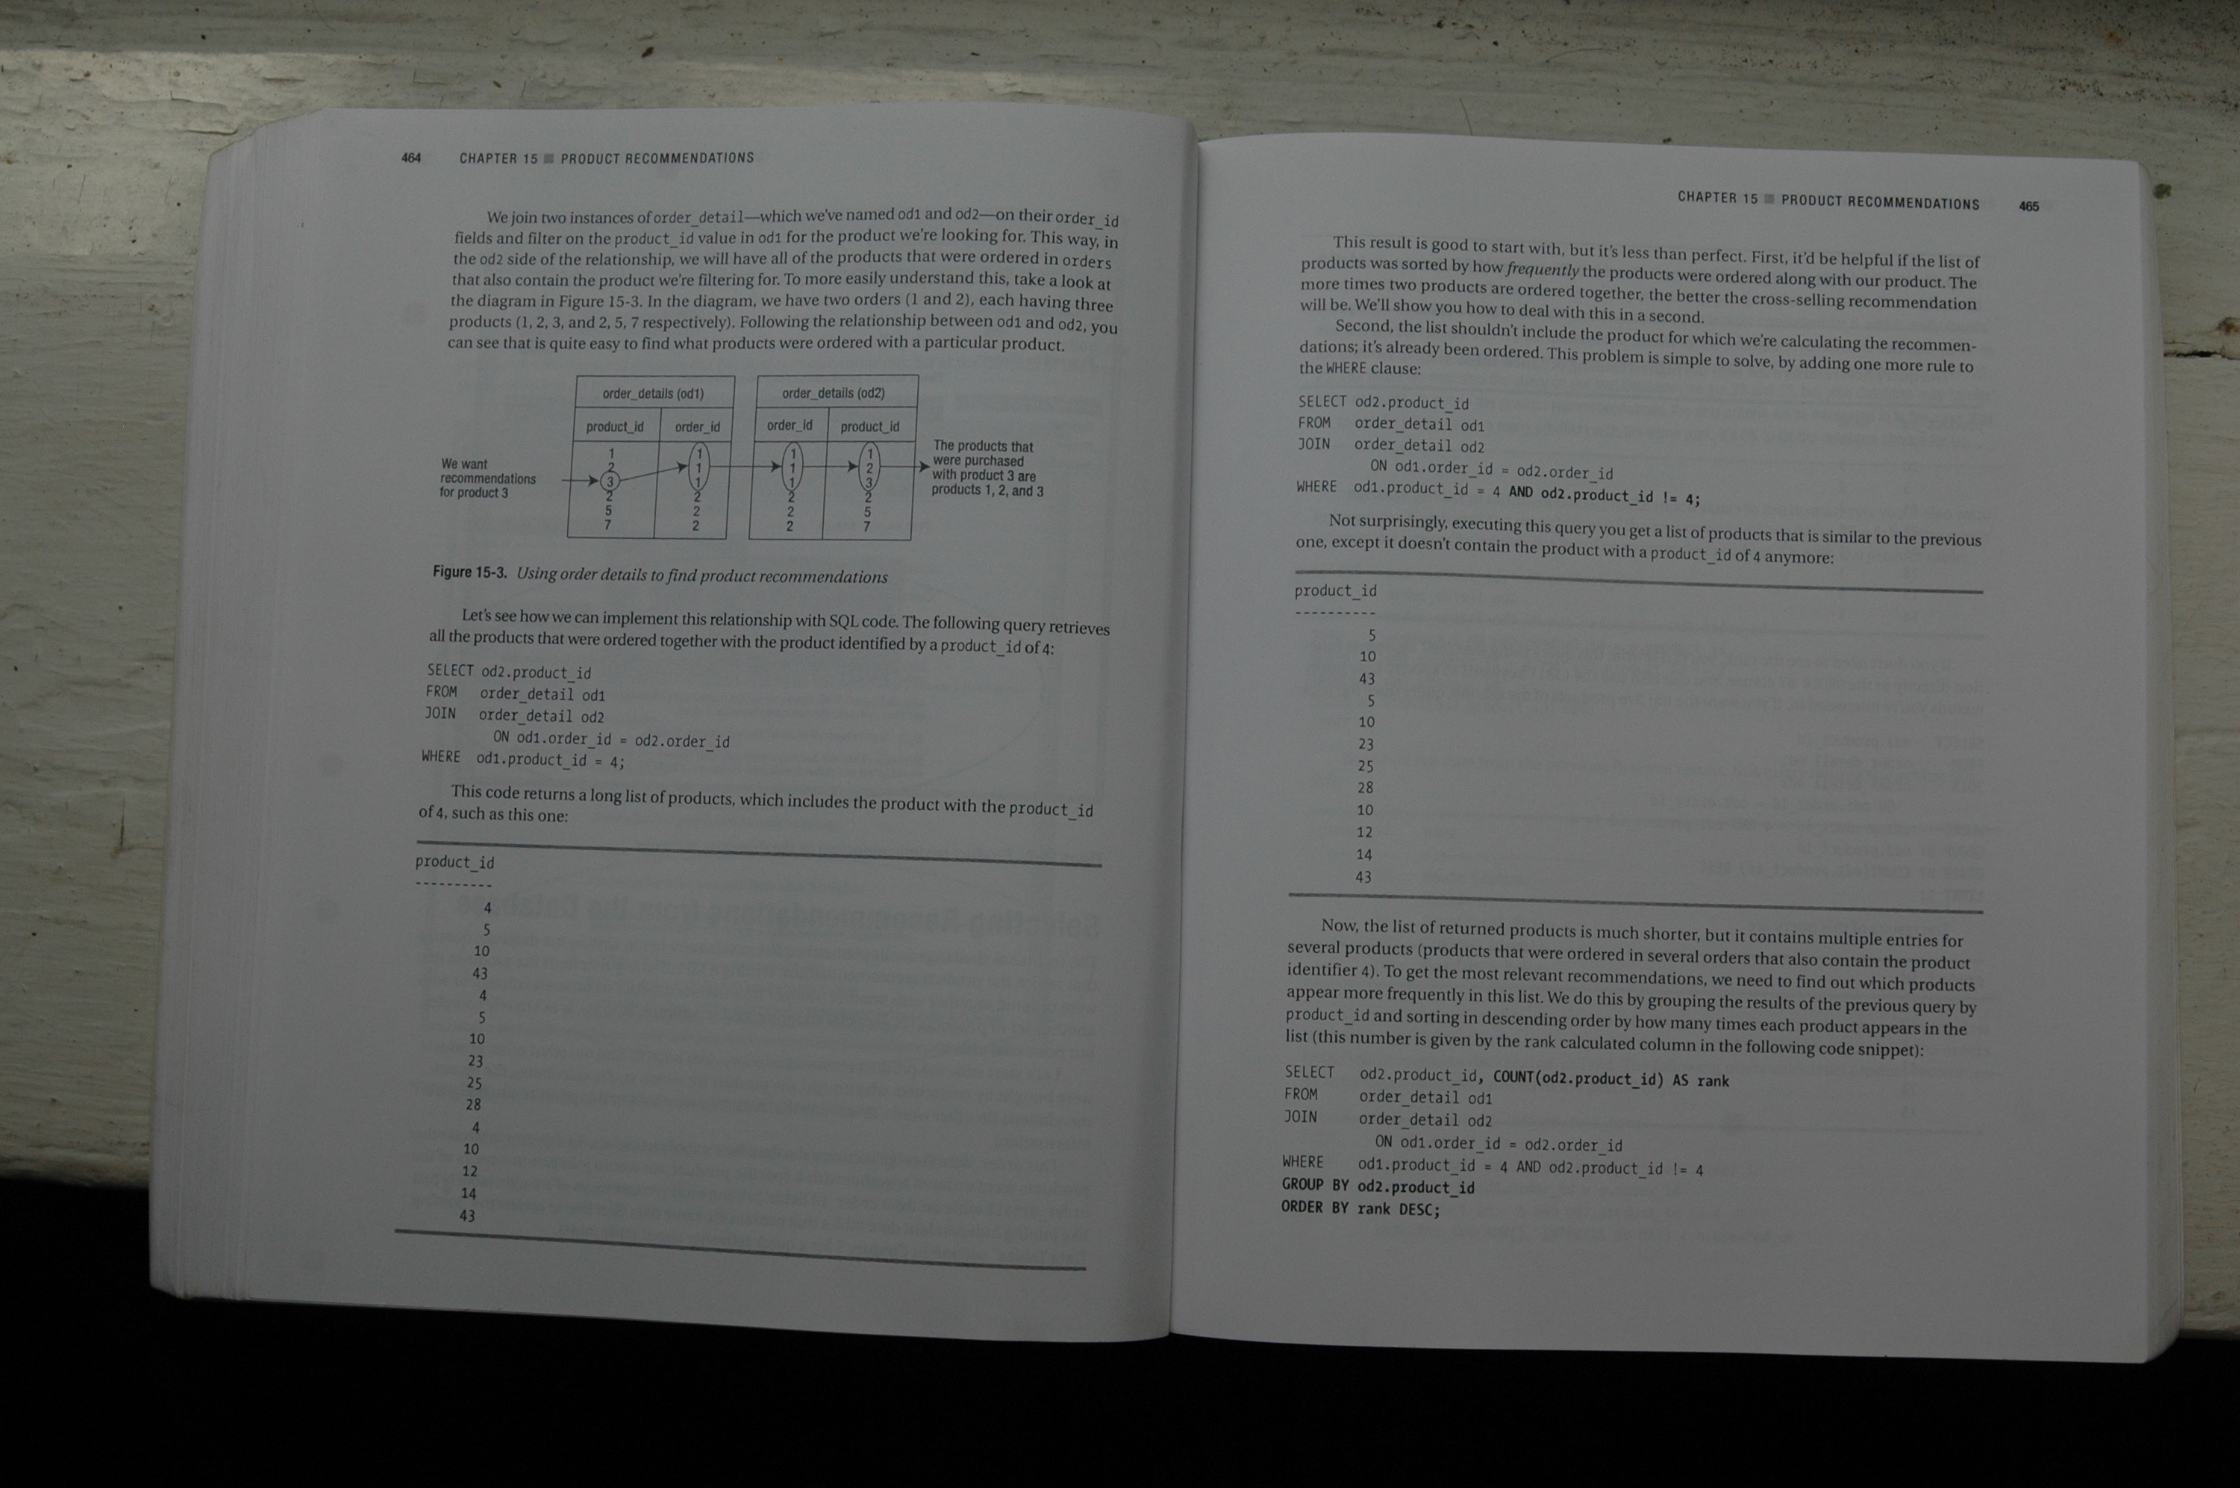 464 CHAPTER 15 ■ PRODUCT RECOMMENDATIONS
We join two instances of order_detail—which we've named od1 and od2—on their order_id
fields and filter on the product_id value in od1 for the product we're looking for. This way, in
the od2 side of the relationship, we will have all of the products that were ordered in orders
that also contain the product we're filtering for. To more easily understand this, take a look at
the diagram in Figure 15-3. In the diagram, we have two orders (1 and 2), each having three
products (1, 2, 3, and 2, 5, 7 respectively). Following the relationship between od1 and od2, you
can see that is quite easy to find what products were ordered with a particular product.
order_details (od1) order_details (od2)
product_id order_id order_id product_id
We want
recommendations
for product 3
1 1 1 1
2 1 1 2
3 1 1 3
2 2 2 2
5 2 2 5
7 2 2 7
The products that
were purchased
with product 3 are
products 1, 2, and 3
Figure 15-3. Using order details to find product recommendations
Let's see how we can implement this relationship with SQL code. The following query retrieves
all the products that were ordered together with the product identified by a product_id of 4:
SELECT od2.product_id
FROM order_detail od1
JOIN order_detail od2
ON od1.order_id = od2.order_id
WHERE od1.product_id = 4;
This code returns a long list of products, which includes the product with the product_id
of 4, such as this one:
product_id
----------
4
5
10
43
4
5
10
23
25
28
4
10
12
14
43
CHAPTER 15 ■ PRODUCT RECOMMENDATIONS 465
This result is good to start with, but it's less than perfect. First, it'd be helpful if the list of
products was sorted by how frequently the products were ordered along with our product. The
more times two products are ordered together, the better the cross-selling recommendation
will be. We'll show you how to deal with this in a second.
Second, the list shouldn't include the product for which we're calculating the recommen-
dations; it's already been ordered. This problem is simple to solve, by adding one more rule to
the WHERE clause:
SELECT od2.product_id
FROM order_detail od1
JOIN order_detail od2
ON od1.order_id = od2.order_id
WHERE od1.product_id = 4 AND od2.product_id != 4;
Not surprisingly, executing this query you get a list of products that is similar to the previous
one, except it doesn't contain the product with a product_id of 4 anymore:
product_id
----------
5
10
43
5
10
23
25
28
10
12
14
43
Now, the list of returned products is much shorter, but it contains multiple entries for
several products (products that were ordered in several orders that also contain the product
identifier 4). To get the most relevant recommendations, we need to find out which products
appear more frequently in this list. We do this by grouping the results of the previous query by
product_id and sorting in descending order by how many times each product appears in the
list (this number is given by the rank calculated column in the following code snippet):
SELECT od2.product_id, COUNT(od2.product_id) AS rank
FROM order_detail od1
JOIN order_detail od2
ON od1.order_id = od2.order_id
WHERE od1.product_id = 4 AND od2.product_id != 4
GROUP BY od2.product_id
ORDER BY rank DESC;